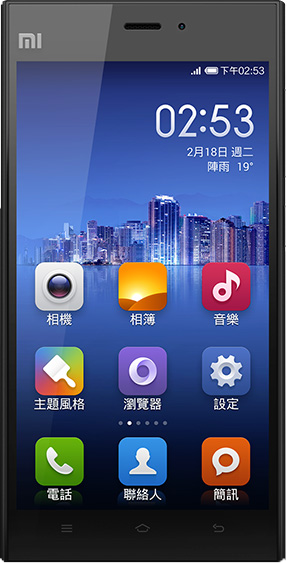 mi
下午02:53
02:53
2月18日 週二
陣雨 19°
相機 相簿 音樂
主題風格 瀏覽器 設定
電話 聯絡人 簡訊